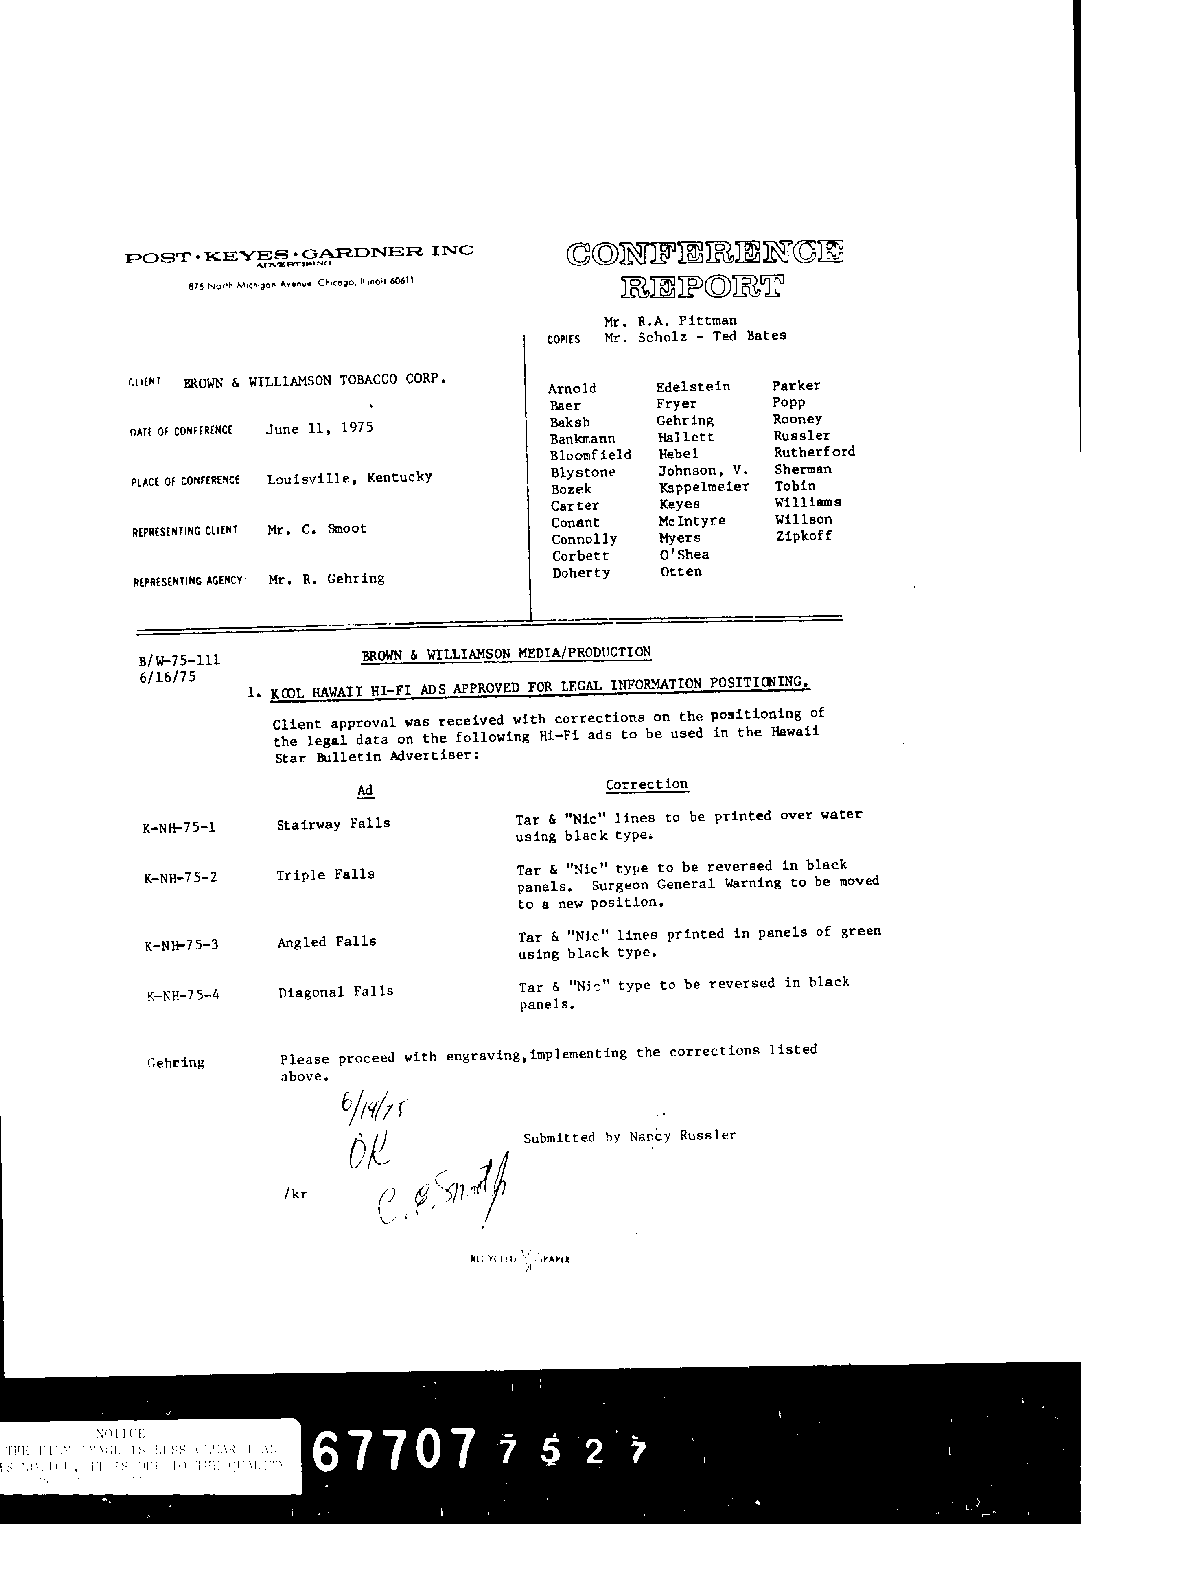 POST·KEYES·GARDNER INC
ADVERTISING
875 North Michigan Avenue Chicago, Illinois 60611
CONFERENCE
REPORT
Mr. R.A. Pittman
COPIES Mr. Scholz - Ted Bates
CLIENT BROWN & WILLIAMSON TOBACCO CORP.
DATE OF CONFERENCE June 11, 1975
PLACE OF CONFERENCE Louisville, Kentucky
REPRESENTING CLIENT Mr. C. Smoot
REPRESENTING AGENCY Mr. R. Gehring
Arnold Edelstein Parker
Baer Fryer Popp
Baksh Gehring Rooney
Bankmann Hallett Russler
Bloomfield Hebel Rutherford
Blystone Johnson, V. Sherman
Bozek Kappelmeier Tobin
Carter Keyes Williams
Conant McIntyre Willson
Connolly Myers Zipkoff
Corbett O'Shea
Doherty Otten
B/W-75-111
6/16/75
BROWN & WILLIAMSON MEDIA/PRODUCTION
1. KOOL HAWAII HI-FI ADS APPROVED FOR LEGAL INFORMATION POSITIONING.
Client approval was received with corrections on the positioning of
the legal data on the following Hi-Fi ads to be used in the Hawaii
Star Bulletin Advertiser:
Ad Correction
K-NH-75-1 Stairway Falls Tar & "Nic" lines to be printed over water
using black type.
K-NH-75-2 Triple Falls Tar & "Nic" type to be reversed in black
panels. Surgeon General Warning to be moved
to a new position.
K-NH-75-3 Angled Falls Tar & "Nic" lines printed in panels of green
using black type.
K-NH-75-4 Diagonal Falls Tar & "Nic" type to be reversed in black
panels.
Gehring Please proceed with engraving,implementing the corrections listed
above.
6/19/75
OK
Submitted by Nancy Russler
/kr
C. E. Smoot
RECYCLED PAPER
NOTICE
THE FILM IMAGE IS LESS CLEAR THAN
THIS NOTICE, IT IS DUE TO THE QUALITY
67707 7527